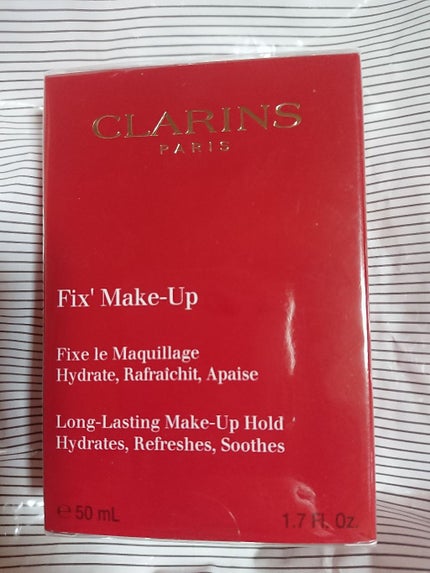 CLARINS
PARIS
Fix' Make-Up
Fixe le Maquillage
Hydrate, Rafraîchit, Apaise
Long-Lasting Make-Up Hold
Hydrates, Refreshes, Soothes
℮ 50 mL 1.7 Fl. Oz.